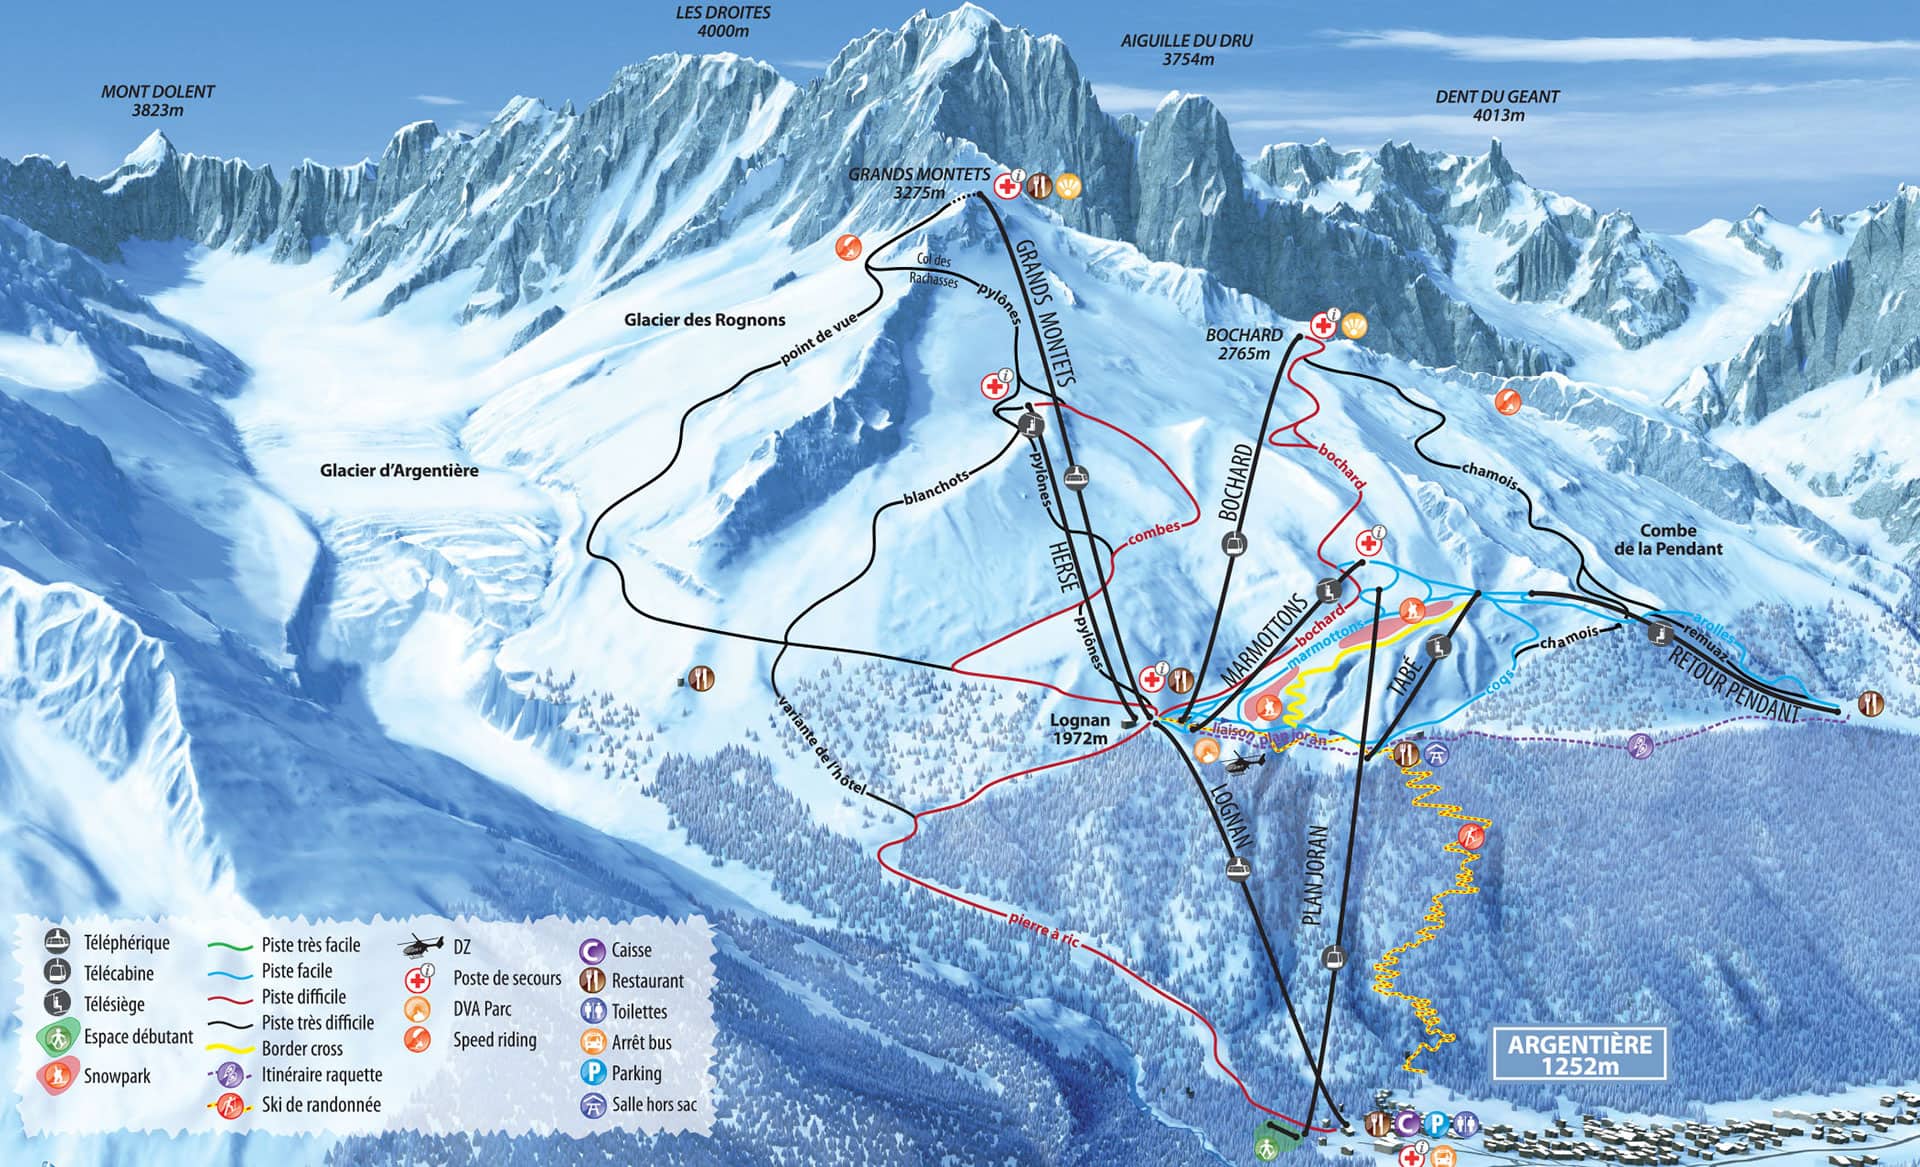 LES DROITES
4000m
AIGUILLE DU DRU
3754m
MONT DOLENT
3823m
DENT DU GEANT
4013m
GRANDS MONTETS
3275m
Col des
Rachasses
pylônes
GRANDS MONTETS
point de vue
Glacier des Rognons
BOCHARD
2765m
Glacier d'Argentière
blanchots
pylônes
combes
BOCHARD
bochard
chamois
Combe
de la Pendant
HERSE
pylônes
MARMOTTONS
bochard
marmottons
TABÉ
coqs
chamois
arolles
remuaz
RETOUR PENDANT
Lognan
1972m
liaison plan joran
variante de l'hôtel
LOGNAN
PLAN JORAN
pierre à ric
ARGENTIÈRE
1252m
Téléphérique
Télécabine
Télésiège
Espace débutant
Snowpark
Piste très facile
Piste facile
Piste difficile
Piste très difficile
Border cross
Itinéraire raquette
Ski de randonnée
DZ
Poste de secours
DVA Parc
Speed riding
Caisse
Restaurant
Toilettes
Arrêt bus
P Parking
Salle hors sac
P